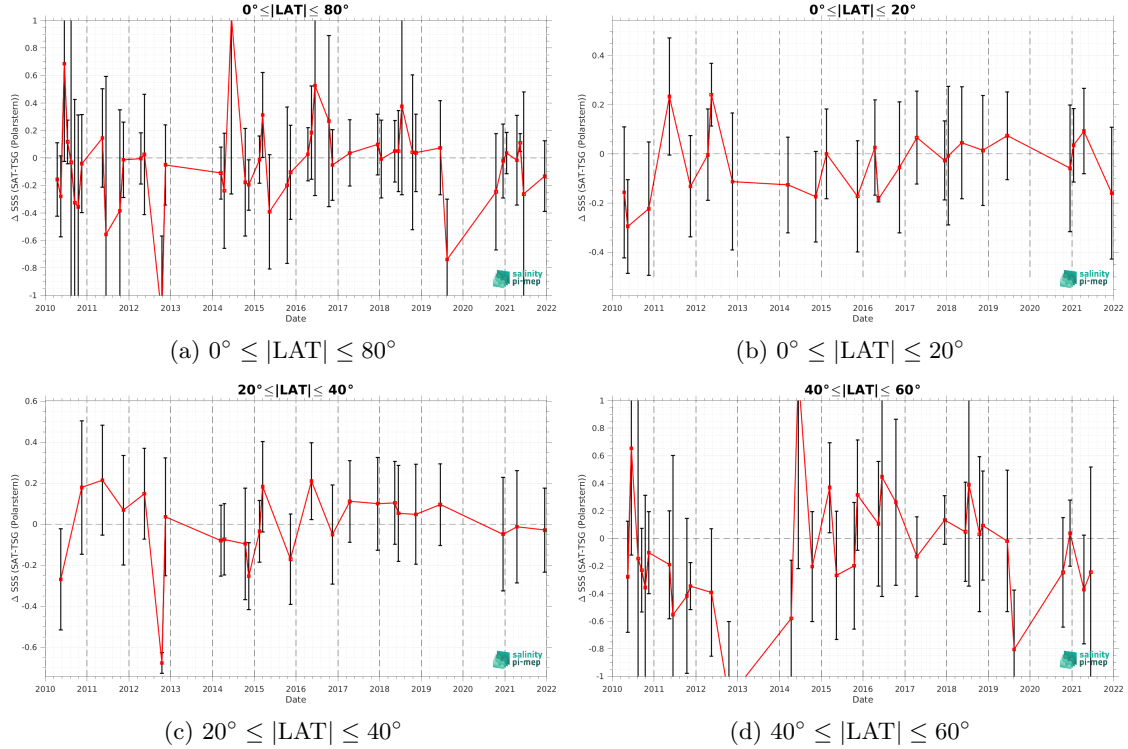 0°≤|LAT|≤ 80°
Δ SSS (SAT-TSG (Polarstern))
1
0.8
0.6
0.4
0.2
0
-0.2
-0.4
-0.6
-0.8
-1
2010 2011 2012 2013 2014 2015 2016 2017 2018 2019 2020 2021 2022
Date
salinity
pi-mep
(a) 0° ≤ |LAT| ≤ 80°
0°≤|LAT|≤ 20°
Δ SSS (SAT-TSG (Polarstern))
0.4
0.2
0
-0.2
-0.4
2010 2011 2012 2013 2014 2015 2016 2017 2018 2019 2020 2021 2022
Date
salinity
pi-mep
(b) 0° ≤ |LAT| ≤ 20°
20°≤|LAT|≤ 40°
Δ SSS (SAT-TSG (Polarstern))
0.6
0.4
0.2
0
-0.2
-0.4
-0.6
2010 2011 2012 2013 2014 2015 2016 2017 2018 2019 2020 2021 2022
Date
salinity
pi-mep
(c) 20° ≤ |LAT| ≤ 40°
40°≤|LAT|≤ 60°
Δ SSS (SAT-TSG (Polarstern))
1
0.8
0.6
0.4
0.2
0
-0.2
-0.4
-0.6
-0.8
-1
2010 2011 2012 2013 2014 2015 2016 2017 2018 2019 2020 2021 2022
Date
salinity
pi-mep
(d) 40° ≤ |LAT| ≤ 60°